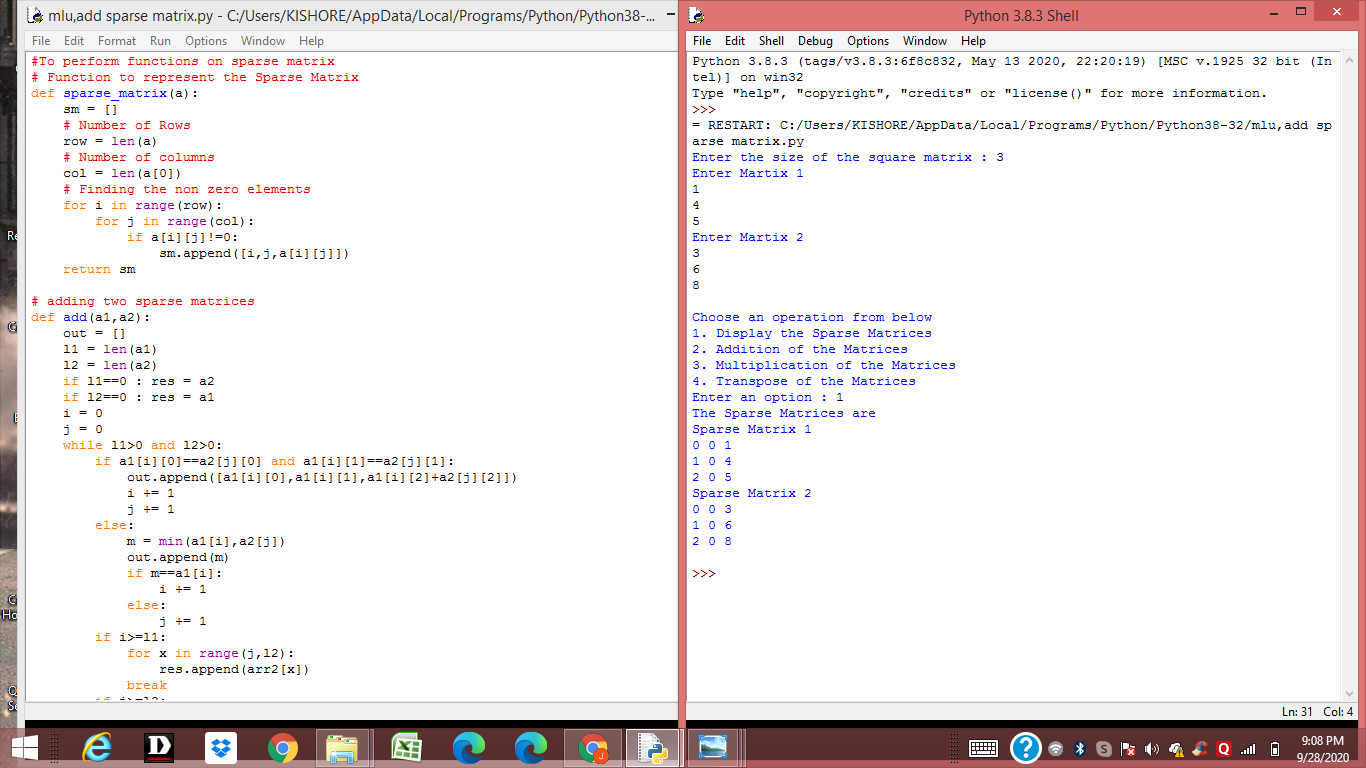 mlu,add sparse matrix.py - C:/Users/KISHORE/AppData/Local/Programs/Python/Python38-...
File Edit Format Run Options Window Help
#To perform functions on sparse matrix
# Function to represent the Sparse Matrix
def sparse_matrix(a):
    sm = []
    # Number of Rows
    row = len(a)
    # Number of columns
    col = len(a[0])
    # Finding the non zero elements
    for i in range(row):
        for j in range(col):
            if a[i][j]!=0:
                sm.append([i,j,a[i][j]])
    return sm
# adding two sparse matrices
def add(a1,a2):
    out = []
    l1 = len(a1)
    l2 = len(a2)
    if l1==0 : res = a2
    if l2==0 : res = a1
    i = 0
    j = 0
    while l1>0 and l2>0:
        if a1[i][0]==a2[j][0] and a1[i][1]==a2[j][1]:
            out.append([a1[i][0],a1[i][1],a1[i][2]+a2[j][2]])
            i += 1
            j += 1
        else:
            m = min(a1[i],a2[j])
            out.append(m)
            if m==a1[i]:
                i += 1
            else:
                j += 1
        if i>=l1:
            for x in range(j,l2):
                res.append(arr2[x])
            break
Python 3.8.3 Shell
File Edit Shell Debug Options Window Help
Python 3.8.3 (tags/v3.8.3:6f8c832, May 13 2020, 22:20:19) [MSC v.1925 32 bit (In
tel)] on win32
Type "help", "copyright", "credits" or "license()" for more information.
>>>
= RESTART: C:/Users/KISHORE/AppData/Local/Programs/Python/Python38-32/mlu,add sp
arse matrix.py
Enter the size of the square matrix : 3
Enter Martix 1
1
4
5
Enter Martix 2
3
6
8
Choose an operation from below
1. Display the Sparse Matrices
2. Addition of the Matrices
3. Multiplication of the Matrices
4. Transpose of the Matrices
Enter an option : 1
The Sparse Matrices are
Sparse Matrix 1
0 0 1
1 0 4
2 0 5
Sparse Matrix 2
0 0 3
1 0 6
2 0 8
>>>
Ln: 31 Col: 4
9:08 PM
9/28/2020